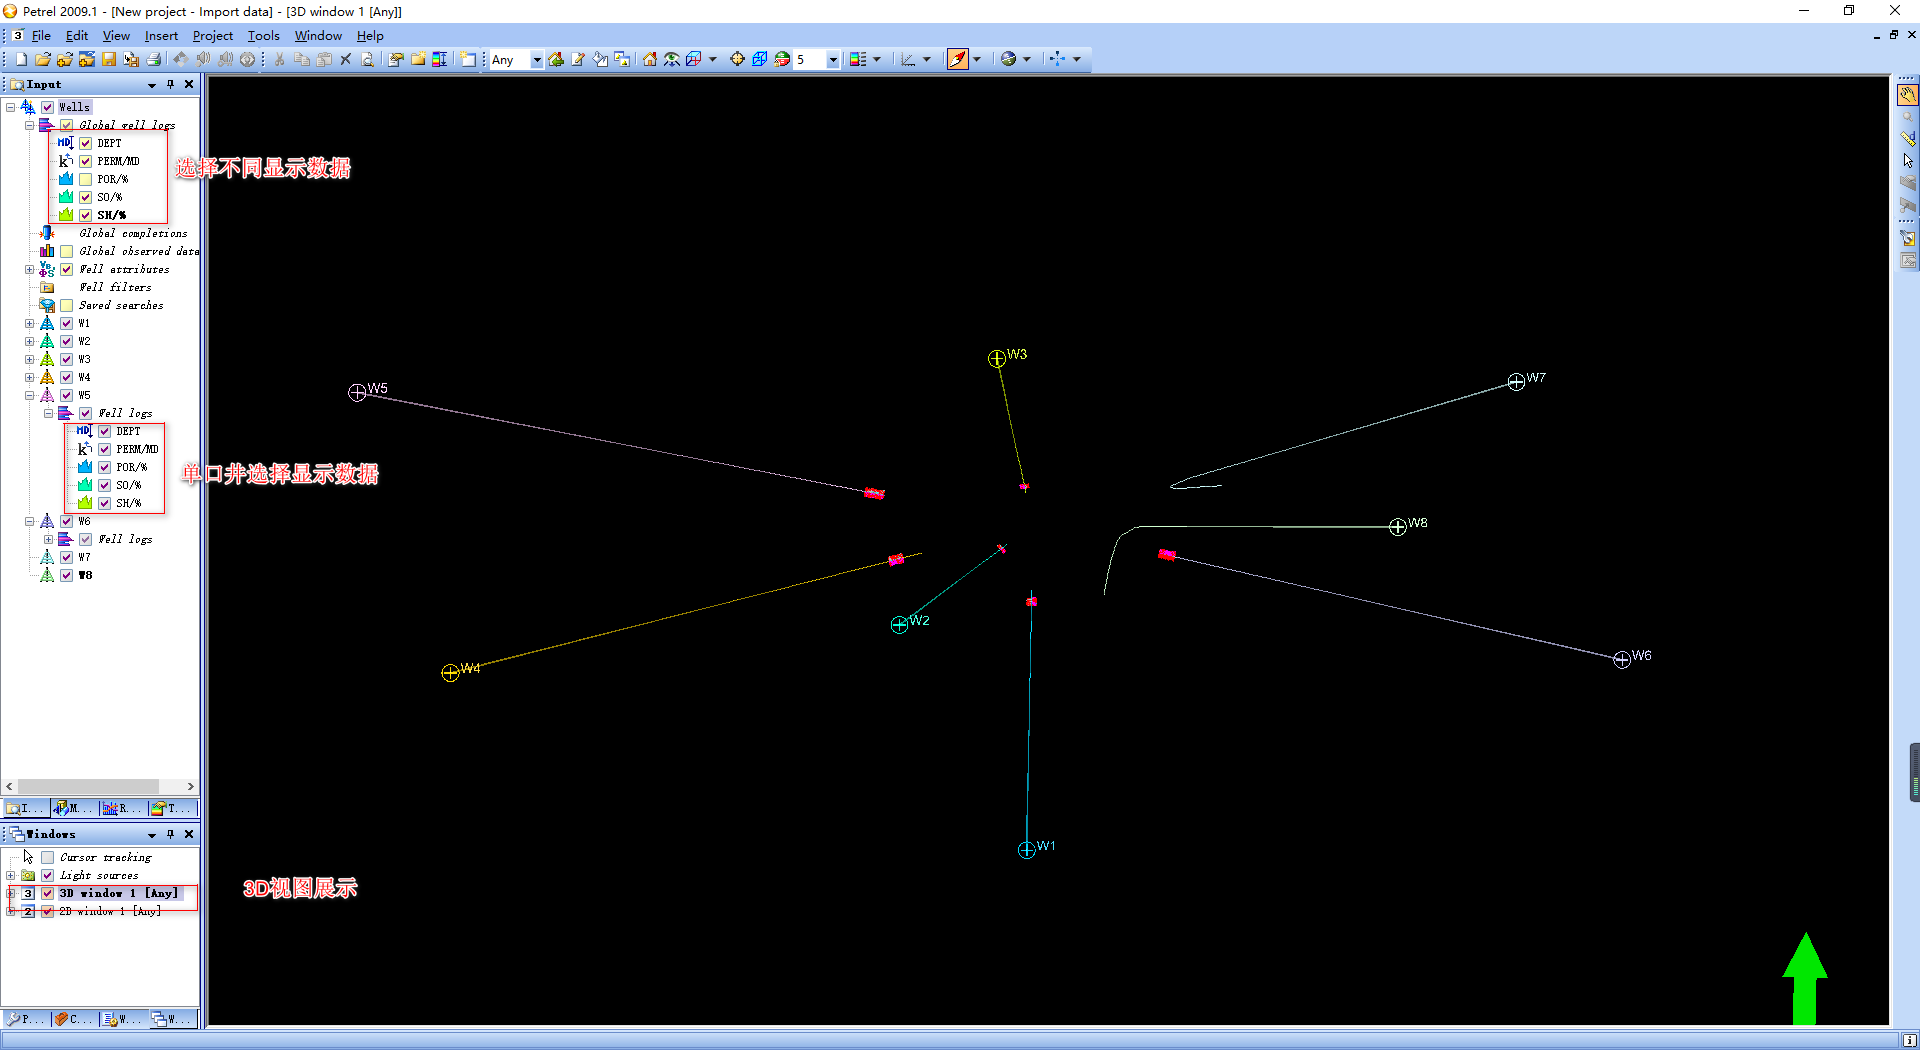 Petrel 2009.1 - [New project - Import data] - [3D window 1 [Any]]
3 File Edit View Insert Project Tools Window Help
Any 5
Input
Wells
Global well logs
MD DEPT
k PERM/MD
POR/%
SO/%
SH/%
选择不同显示数据
Global completions
Global observed data
Well attributes
Well filters
Saved searches
W1
W2
W3
W4
W5
Well logs
MD DEPT
k PERM/MD
POR/%
SO/%
SH/%
单口井选择显示数据
W6
Well logs
W7
W8
I... M... R... T...
Windows
Cursor tracking
Light sources
3 3D window 1 [Any]
2 2D window 1 [Any]
P... C... W... W...
W3
W7
W5
W8
W2
W6
W4
W1
3D视图展示